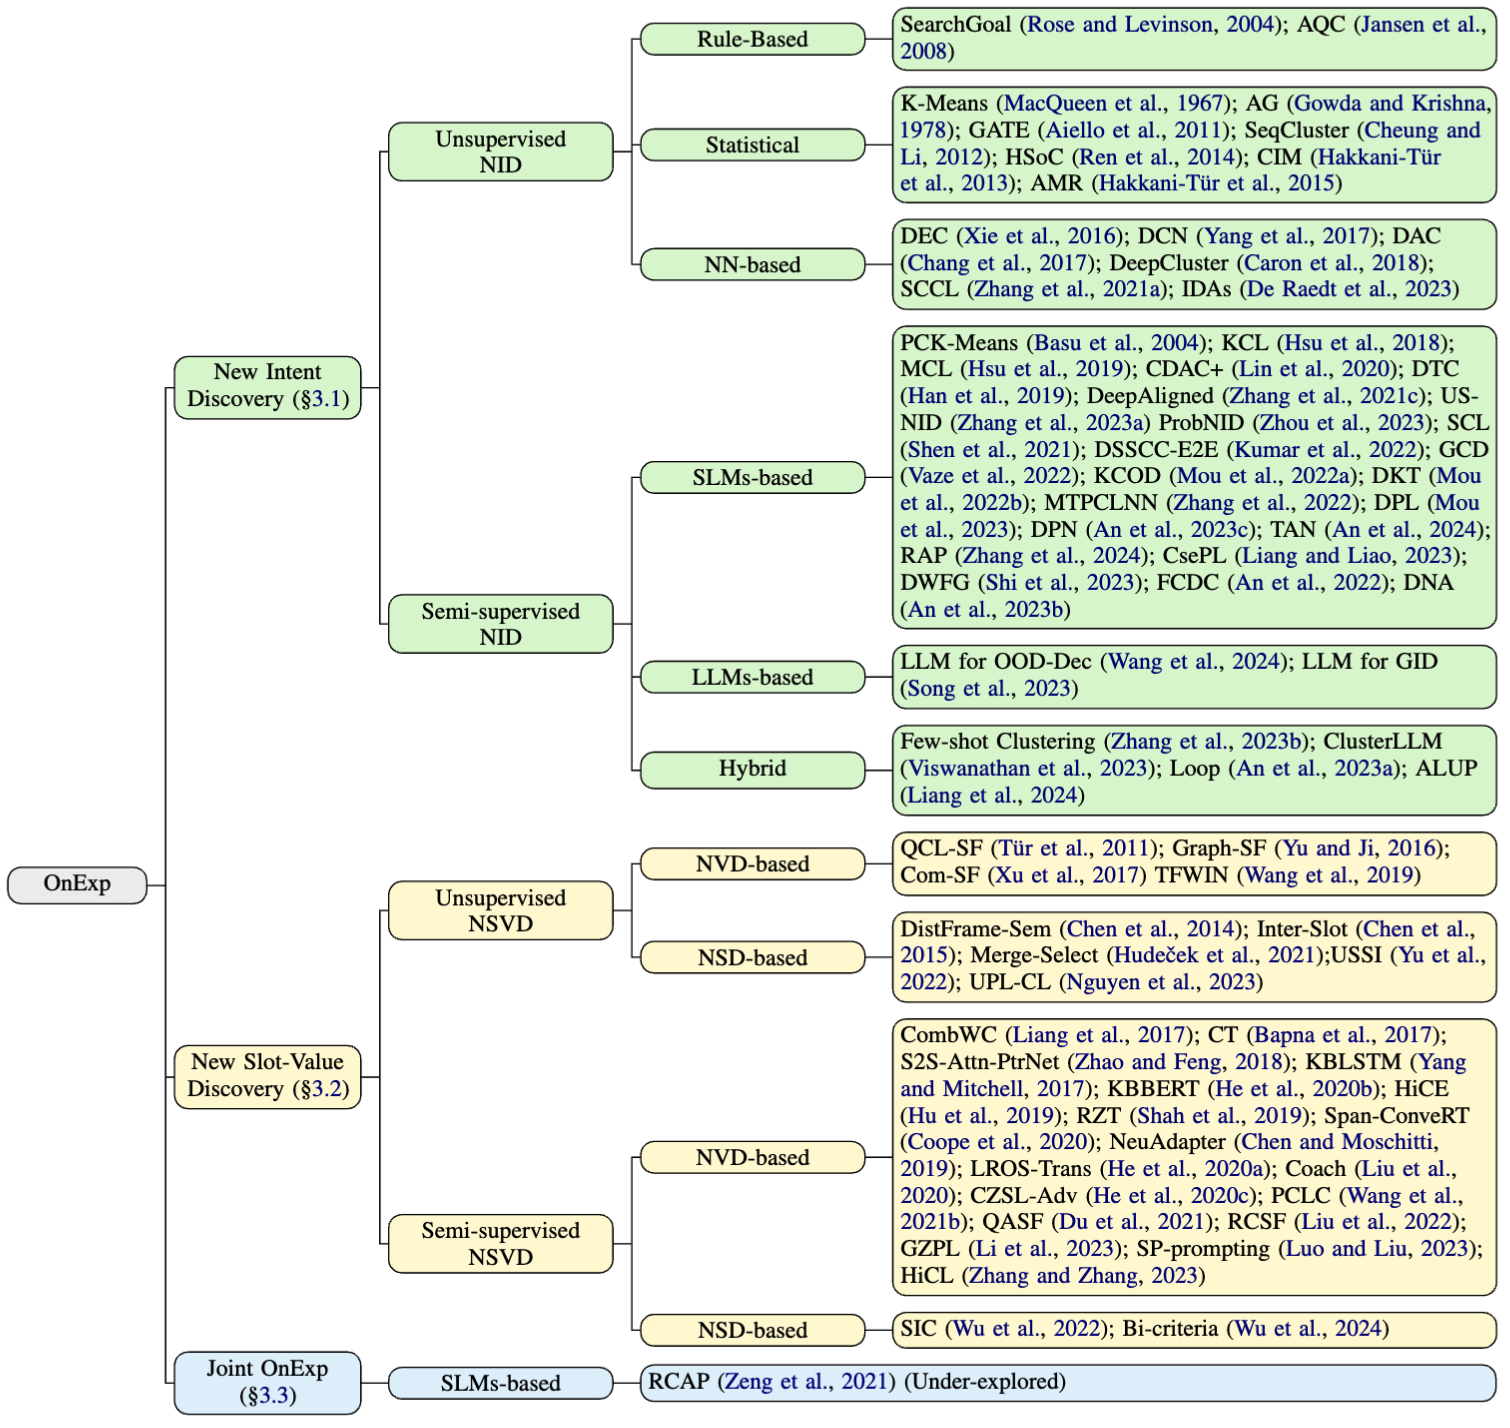 Rule-Based
SearchGoal (Rose and Levinson, 2004); AQC (Jansen et al.,
2008)
Unsupervised
NID
Statistical
K-Means (MacQueen et al., 1967); AG (Gowda and Krishna,
1978); GATE (Aiello et al., 2011); SeqCluster (Cheung and
Li, 2012); HSoC (Ren et al., 2014); CIM (Hakkani-Tür
et al., 2013); AMR (Hakkani-Tür et al., 2015)
NN-based
DEC (Xie et al., 2016); DCN (Yang et al., 2017); DAC
(Chang et al., 2017); DeepCluster (Caron et al., 2018);
SCCL (Zhang et al., 2021a); IDAs (De Raedt et al., 2023)
New Intent
Discovery (§3.1)
SLMs-based
PCK-Means (Basu et al., 2004); KCL (Hsu et al., 2018);
MCL (Hsu et al., 2019); CDAC+ (Lin et al., 2020); DTC
(Han et al., 2019); DeepAligned (Zhang et al., 2021c); US-
NID (Zhang et al., 2023a) ProbNID (Zhou et al., 2023); SCL
(Shen et al., 2021); DSSCC-E2E (Kumar et al., 2022); GCD
(Vaze et al., 2022); KCOD (Mou et al., 2022a); DKT (Mou
et al., 2022b); MTPCLNN (Zhang et al., 2022); DPL (Mou
et al., 2023); DPN (An et al., 2023c); TAN (An et al., 2024);
RAP (Zhang et al., 2024); CsePL (Liang and Liao, 2023);
DWFG (Shi et al., 2023); FCDC (An et al., 2022); DNA
(An et al., 2023b)
Semi-supervised
NID
LLMs-based
LLM for OOD-Dec (Wang et al., 2024); LLM for GID
(Song et al., 2023)
Hybrid
Few-shot Clustering (Zhang et al., 2023b); ClusterLLM
(Viswanathan et al., 2023); Loop (An et al., 2023a); ALUP
(Liang et al., 2024)
OnExp
NVD-based
QCL-SF (Tür et al., 2011); Graph-SF (Yu and Ji, 2016);
Com-SF (Xu et al., 2017) TFWIN (Wang et al., 2019)
Unsupervised
NSVD
NSD-based
DistFrame-Sem (Chen et al., 2014); Inter-Slot (Chen et al.,
2015); Merge-Select (Hudeček et al., 2021);USSI (Yu et al.,
2022); UPL-CL (Nguyen et al., 2023)
New Slot-Value
Discovery (§3.2)
NVD-based
CombWC (Liang et al., 2017); CT (Bapna et al., 2017);
S2S-Attn-PtrNet (Zhao and Feng, 2018); KBLSTM (Yang
and Mitchell, 2017); KBBERT (He et al., 2020b); HiCE
(Hu et al., 2019); RZT (Shah et al., 2019); Span-ConveRT
(Coope et al., 2020); NeuAdapter (Chen and Moschitti,
2019); LROS-Trans (He et al., 2020a); Coach (Liu et al.,
2020); CZSL-Adv (He et al., 2020c); PCLC (Wang et al.,
2021b); QASF (Du et al., 2021); RCSF (Liu et al., 2022);
GZPL (Li et al., 2023); SP-prompting (Luo and Liu, 2023);
HiCL (Zhang and Zhang, 2023)
Semi-supervised
NSVD
NSD-based
SIC (Wu et al., 2022); Bi-criteria (Wu et al., 2024)
Joint OnExp
(§3.3)
SLMs-based
RCAP (Zeng et al., 2021) (Under-explored)